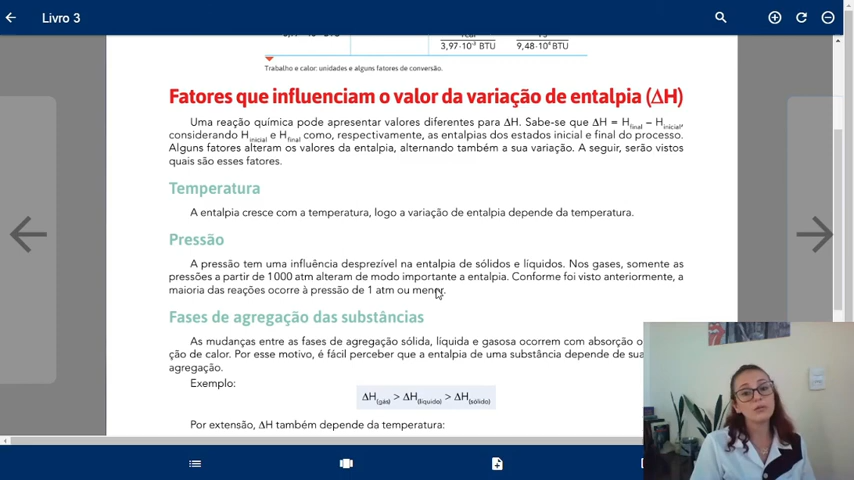 Livro 3
3,97·10⁻³ BTU
9,48·10⁴ BTU
Trabalho e calor: unidades e alguns fatores de conversão.
Fatores que influenciam o valor da variação de entalpia (ΔH)
Uma reação química pode apresentar valores diferentes para ΔH. Sabe-se que ΔH = Hfinal – Hinicial,
considerando Hinicial e Hfinal como, respectivamente, as entalpias dos estados inicial e final do processo.
Alguns fatores alteram os valores da entalpia, alternando também a sua variação. A seguir, serão vistos
quais são esses fatores.
Temperatura
A entalpia cresce com a temperatura, logo a variação de entalpia depende da temperatura.
Pressão
A pressão tem uma influência desprezível na entalpia de sólidos e líquidos. Nos gases, somente as
pressões a partir de 1000 atm alteram de modo importante a entalpia. Conforme foi visto anteriormente, a
maioria das reações ocorre à pressão de 1 atm ou menor.
Fases de agregação das substâncias
As mudanças entre as fases de agregação sólida, líquida e gasosa ocorrem com absorção o
ção de calor. Por esse motivo, é fácil perceber que a entalpia de uma substância depende de sua
agregação.
Exemplo:
ΔH(gás) > ΔH(líquido) > ΔH(sólido)
Por extensão, ΔH também depende da temperatura: